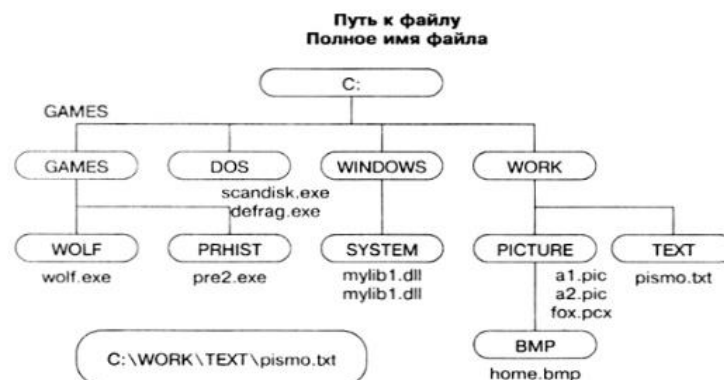 Путь к файлу
Полное имя файла
C:
GAMES
GAMES DOS WINDOWS WORK
scandisk.exe
defrag.exe
WOLF PRHIST SYSTEM PICTURE TEXT
wolf.exe pre2.exe mylib1.dll a1.pic pismo.txt
mylib1.dll a2.pic
fox.pcx
C:\WORK\TEXT\pismo.txt
BMP
home.bmp